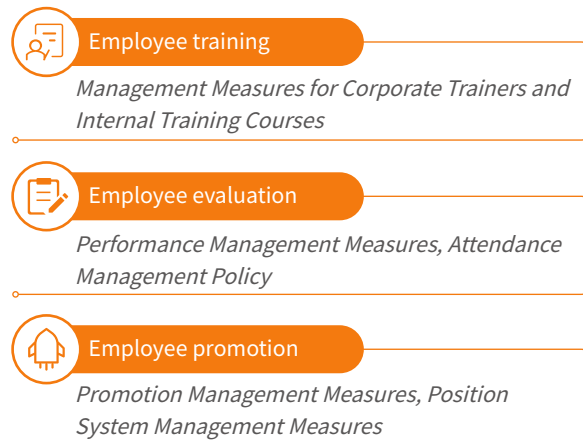 Employee training
Management Measures for Corporate Trainers and
Internal Training Courses
Employee evaluation
Performance Management Measures, Attendance
Management Policy
Employee promotion
Promotion Management Measures, Position
System Management Measures